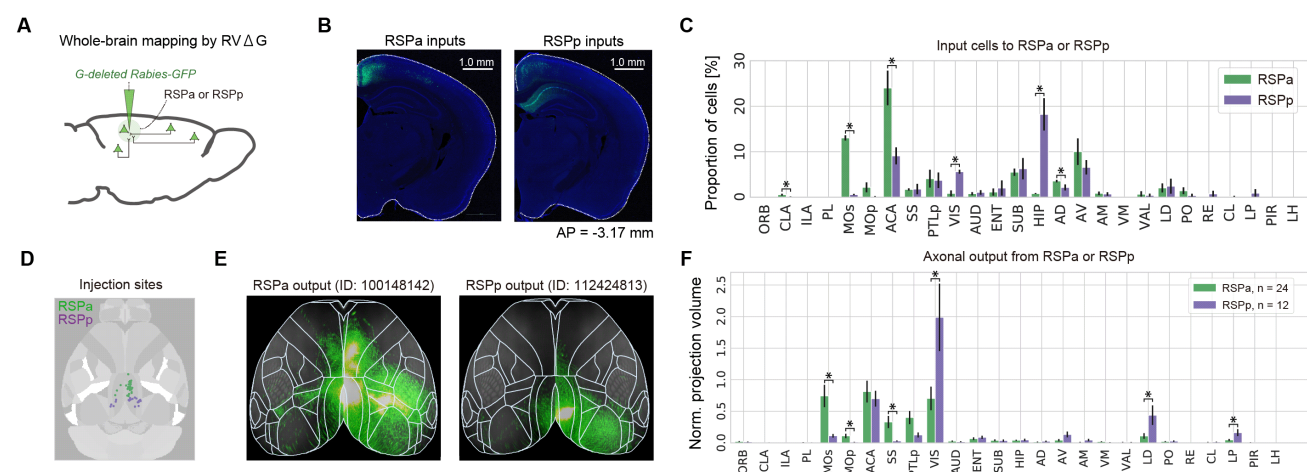 A
Whole-brain mapping by RVΔG
G-deleted Rabies-GFP
RSPa or RSPp
B
RSPa inputs
RSPp inputs
1.0 mm
1.0 mm
AP = -3.17 mm
C
Input cells to RSPa or RSPp
Proportion of cells [%]
30
20
10
0
RSPa
RSPp
*
*
*
*
*
*
ORB
CLA
ILA
PL
MOs
MOp
ACA
SS
PTLp
VIS
AUD
ENT
SUB
HIP
AD
AV
AM
VM
VAL
LD
PO
RE
CL
LP
PIR
LH
D
Injection sites
RSPa
RSPp
E
RSPa output (ID: 100148142)
RSPp output (ID: 112424813)
F
Axonal output from RSPa or RSPp
Norm. projection volume
2.5
2.0
1.5
1.0
0.5
0.0
RSPa, n = 24
RSPp, n = 12
*
*
*
*
*
*
ORB
CLA
ILA
PL
MOs
MOp
ACA
SS
PTLp
VIS
AUD
ENT
SUB
HIP
AD
AV
AM
VM
VAL
LD
PO
RE
CL
LP
PIR
LH